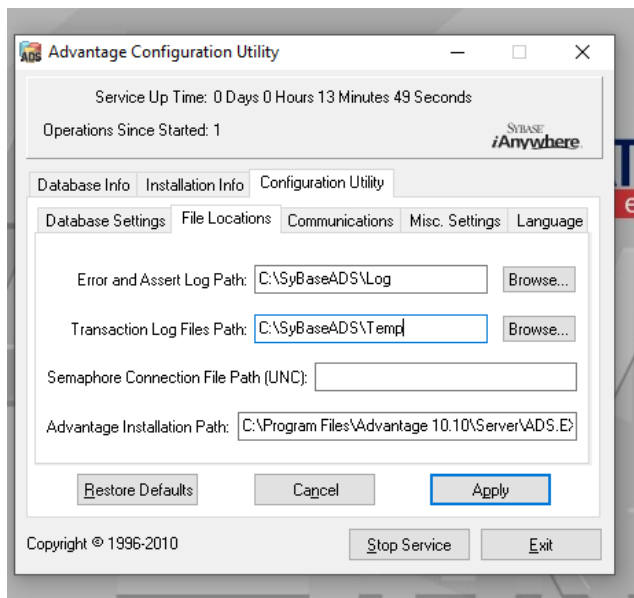 ADS
Advantage Configuration Utility
Service Up Time: 0 Days 0 Hours 13 Minutes 49 Seconds
Operations Since Started: 1
SYBASE
iAnywhere
Database Info Installation Info Configuration Utility
Database Settings File Locations Communications Misc. Settings Language
Error and Assert Log Path: C:\SyBaseADS\Log Browse...
Transaction Log Files Path: C:\SyBaseADS\Temp Browse...
Semaphore Connection File Path (UNC):
Advantage Installation Path: C:\Program Files\Advantage 10.10\Server\ADS.E
Restore Defaults Cancel Apply
Copyright © 1996-2010 Stop Service Exit